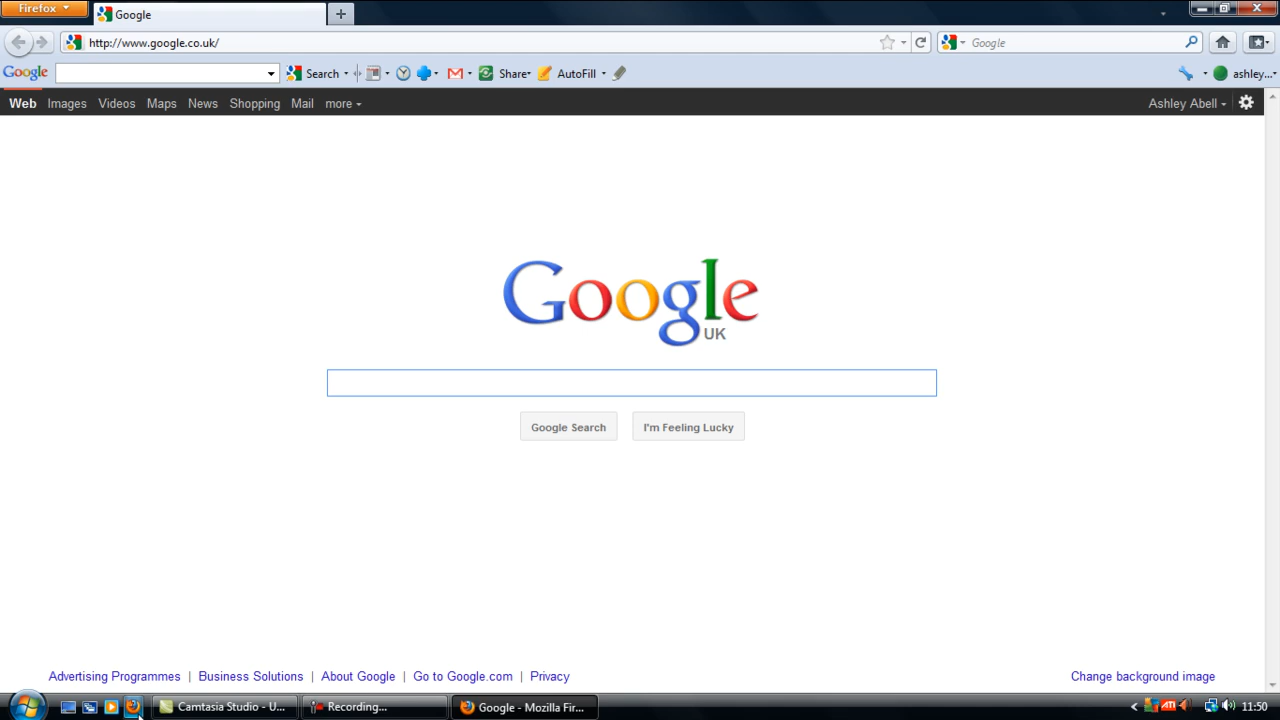 Firefox
Google
http://www.google.co.uk/
Google
Google
Search
Share
AutoFill
ashley...
Web Images Videos Maps News Shopping Mail more
Ashley Abell
Google
UK
Google Search
I'm Feeling Lucky
Advertising Programmes | Business Solutions | About Google | Go to Google.com | Privacy
Change background image
Camtasia Studio - U...
Recording...
Google - Mozilla Fir...
ATI
11:50